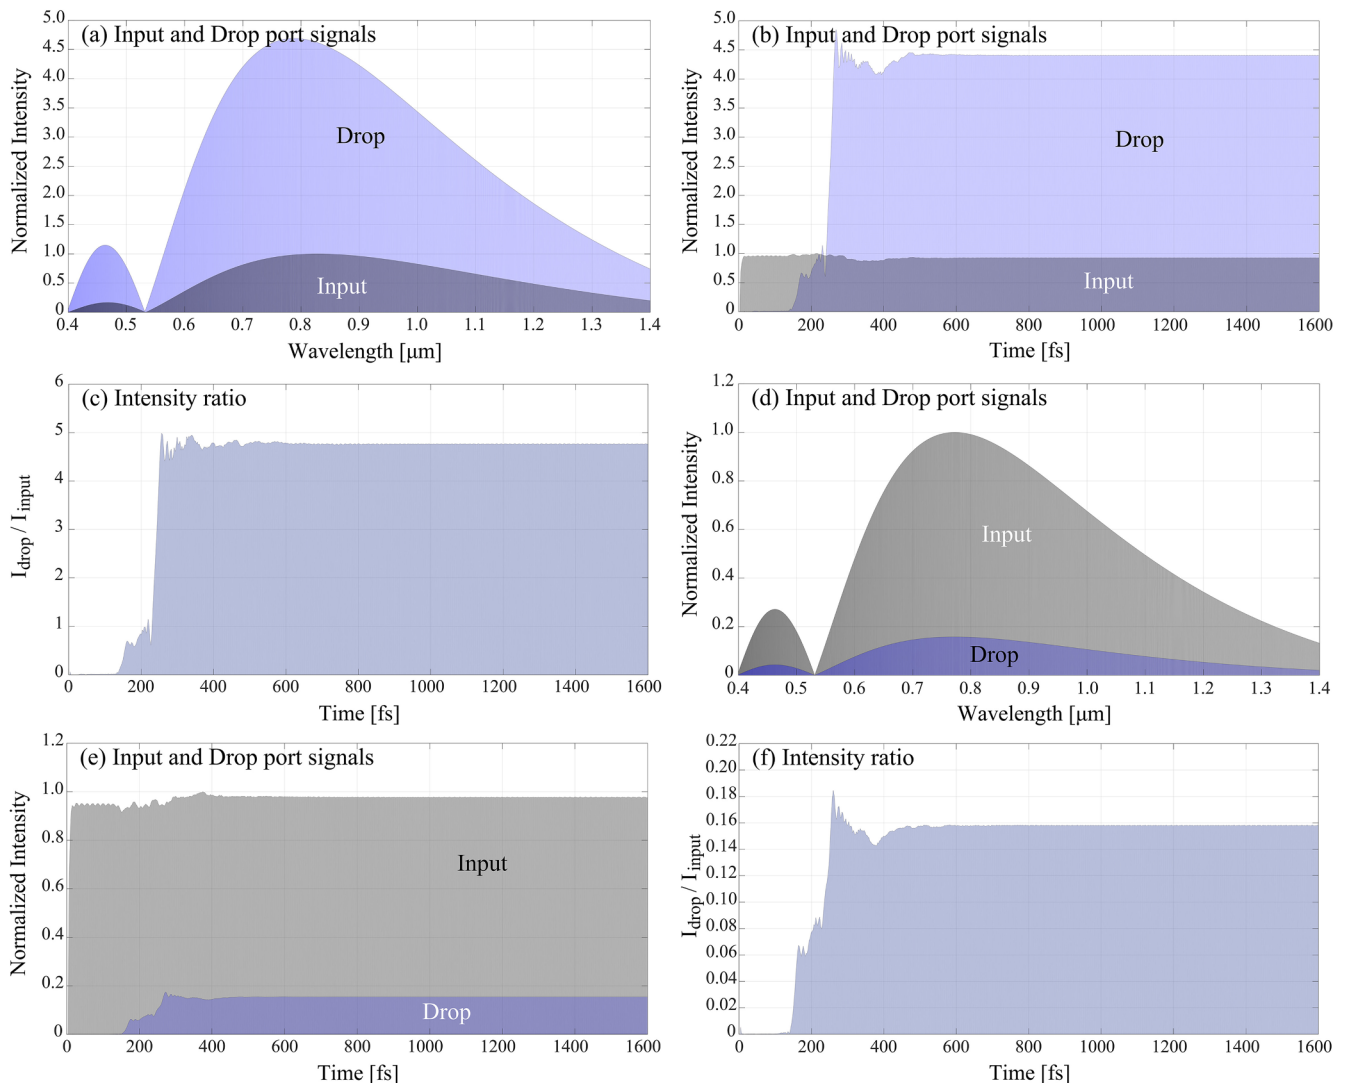 (a) Input and Drop port signals
Normalized Intensity
5.0
4.5
4.0
3.5
3.0
2.5
2.0
1.5
1.0
0.5
0
Drop
Input
0.4 0.5 0.6 0.7 0.8 0.9 1.0 1.1 1.2 1.3 1.4
Wavelength [μm]
(b) Input and Drop port signals
Normalized Intensity
5.0
4.5
4.0
3.5
3.0
2.5
2.0
1.5
1.0
0.5
0
Drop
Input
0 200 400 600 800 1000 1200 1400 1600
Time [fs]
(c) Intensity ratio
I_drop / I_input
6
5
4
3
2
1
0
0 200 400 600 800 1000 1200 1400 1600
Time [fs]
(d) Input and Drop port signals
Normalized Intensity
1.2
1.0
0.8
0.6
0.4
0.2
0
Input
Drop
0.4 0.5 0.6 0.7 0.8 0.9 1.0 1.1 1.2 1.3 1.4
Wavelength [μm]
(e) Input and Drop port signals
Normalized Intensity
1.2
1.0
0.8
0.6
0.4
0.2
0
Input
Drop
0 200 400 600 800 1000 1200 1400 1600
Time [fs]
(f) Intensity ratio
I_drop / I_input
0.22
0.20
0.18
0.16
0.14
0.12
0.10
0.08
0.06
0.04
0.02
0
0 200 400 600 800 1000 1200 1400 1600
Time [fs]